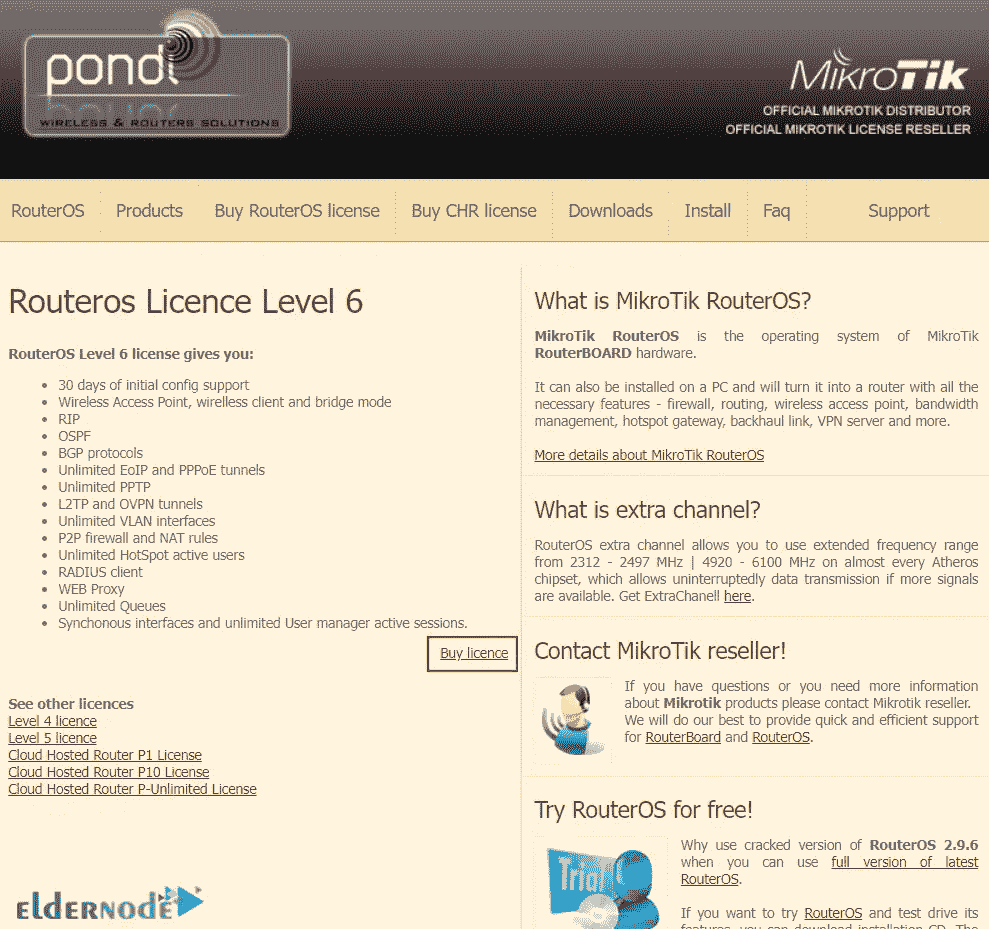 pondi
WIRELESS & ROUTERS SOLUTIONS
MikroTik
OFFICIAL MIKROTIK DISTRIBUTOR
OFFICIAL MIKROTIK LICENSE RESELLER
RouterOS Products Buy RouterOS license Buy CHR license Downloads Install Faq Support
Routeros Licence Level 6
RouterOS Level 6 license gives you:
30 days of initial config support
Wireless Access Point, wirelless client and bridge mode
RIP
OSPF
BGP protocols
Unlimited EoIP and PPPoE tunnels
Unlimited PPTP
L2TP and OVPN tunnels
Unlimited VLAN interfaces
P2P firewall and NAT rules
Unlimited HotSpot active users
RADIUS client
WEB Proxy
Unlimited Queues
Synchonous interfaces and unlimited User manager active sessions.
Buy licence
See other licences
Level 4 licence
Level 5 licence
Cloud Hosted Router P1 License
Cloud Hosted Router P10 License
Cloud Hosted Router P-Unlimited License
ELDERNODE
What is MikroTik RouterOS?
MikroTik RouterOS is the operating system of MikroTik
RouterBOARD hardware.
It can also be installed on a PC and will turn it into a router with all the
necessary features - firewall, routing, wireless access point, bandwidth
management, hotspot gateway, backhaul link, VPN server and more.
More details about MikroTik RouterOS
What is extra channel?
RouterOS extra channel allows you to use extended frequency range
from 2312 - 2497 MHz | 4920 - 6100 MHz on almost every Atheros
chipset, which allows uninterruptedly data transmission if more signals
are available. Get ExtraChanell here.
Contact MikroTik reseller!
If you have questions or you need more information
about Mikrotik products please contact Mikrotik reseller.
We will do our best to provide quick and efficient support
for RouterBoard and RouterOS.
Try RouterOS for free!
Trial
Why use cracked version of RouterOS 2.9.6
when you can use full version of latest
RouterOS.
If you want to try RouterOS and test drive its
features, you can download installation CD. The